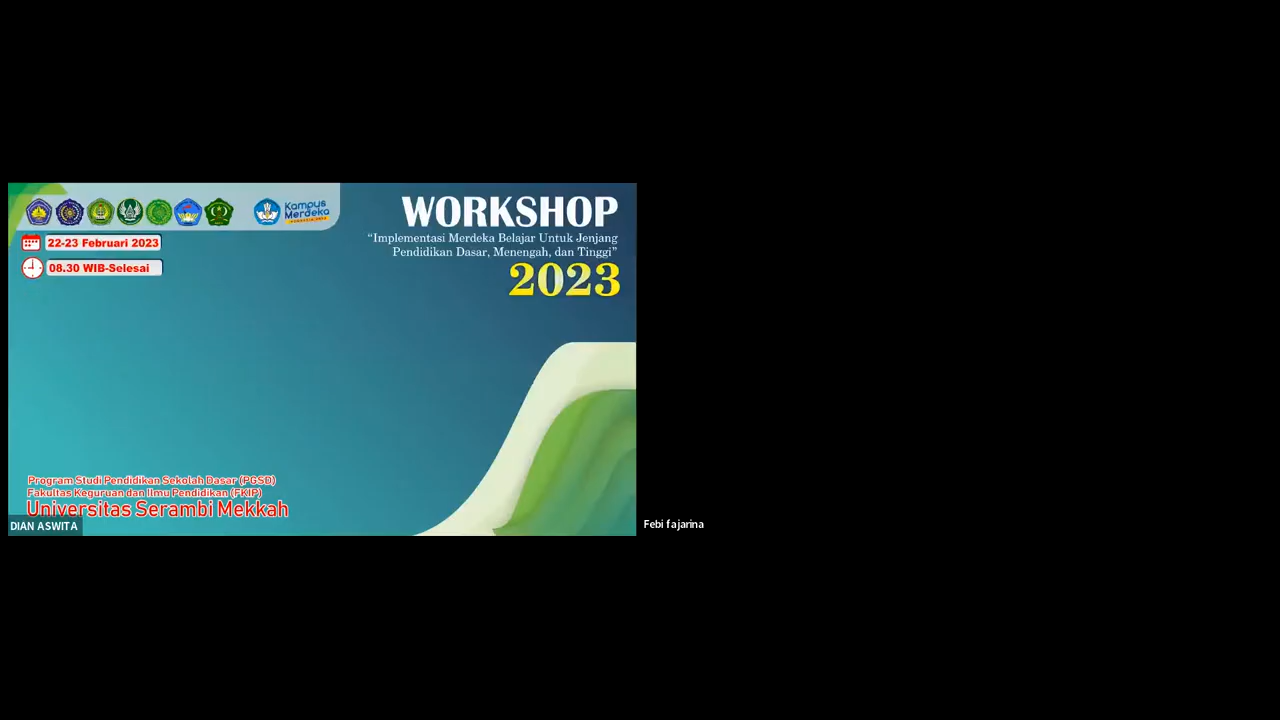 Kampus
Merdeka
22-23 Februari 2023
08.30 WIB-Selesai
WORKSHOP
“Implementasi Merdeka Belajar Untuk Jenjang
Pendidikan Dasar, Menengah, dan Tinggi”
2023
Program Studi Pendidikan Sekolah Dasar (PGSD)
Fakultas Keguruan dan Ilmu Pendidikan (FKIP)
Universitas Serambi Mekkah
DIAN ASWITA
Febi fajarina